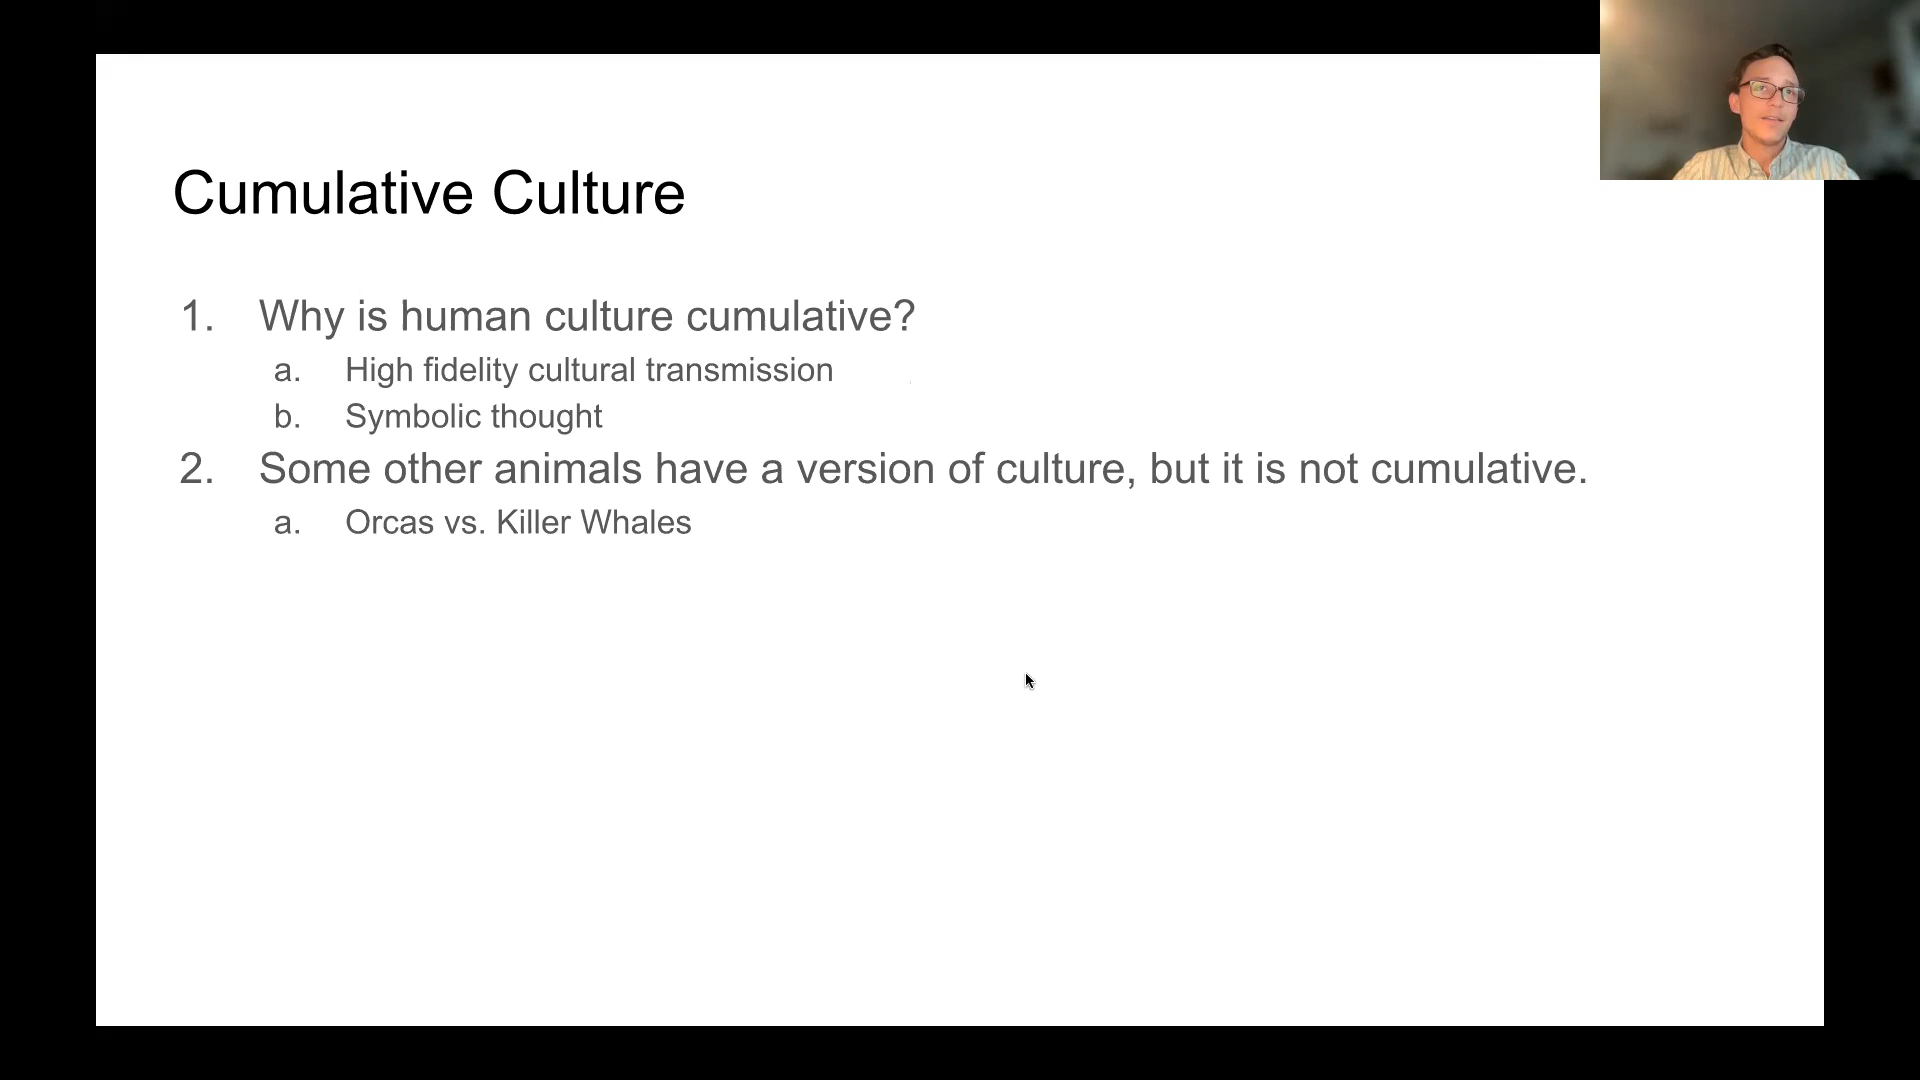 Cumulative Culture
1. Why is human culture cumulative?
a. High fidelity cultural transmission
b. Symbolic thought
2. Some other animals have a version of culture, but it is not cumulative.
a. Orcas vs. Killer Whales